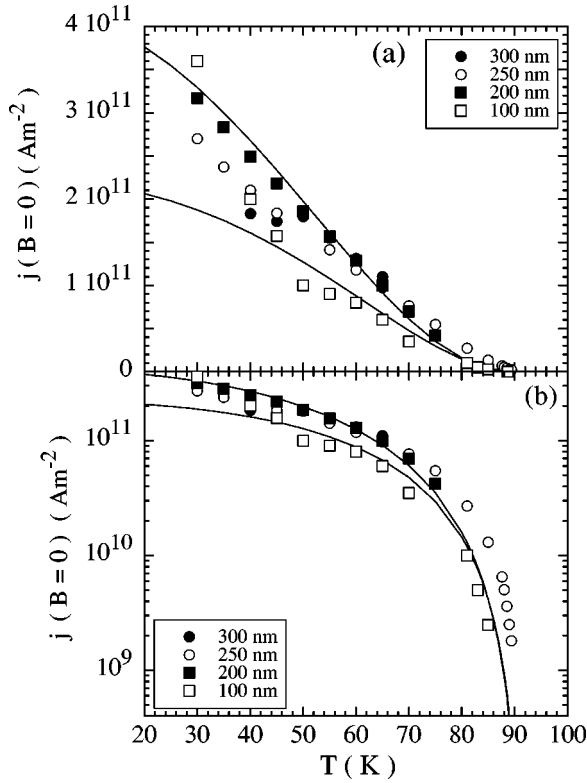 4 10¹¹
(a)
300 nm
250 nm
200 nm
100 nm
3 10¹¹
2 10¹¹
1 10¹¹
0
j ( B = 0 ) ( Am⁻² )
(b)
10¹¹
10¹⁰
10⁹
j ( B = 0 ) ( Am⁻² )
300 nm
250 nm
200 nm
100 nm
20 30 40 50 60 70 80 90 100
T ( K )